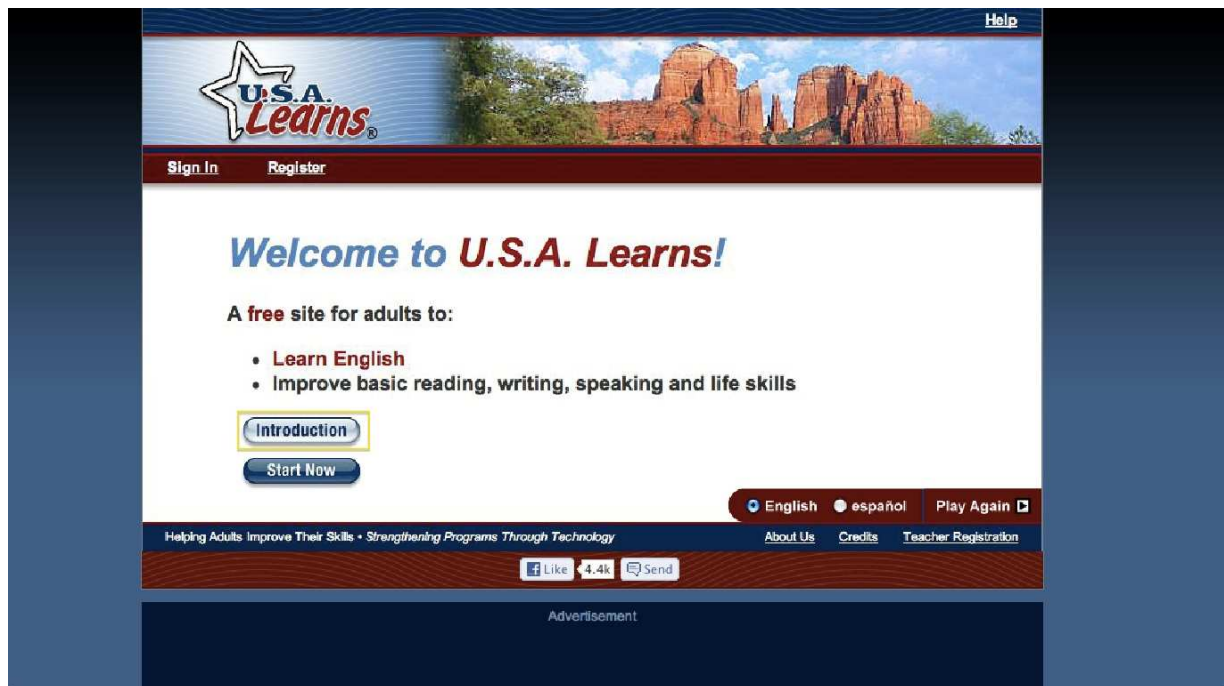 Help
U.S.A.
Learns®
Sign In Register
Welcome to U.S.A. Learns!
A free site for adults to:
• Learn English
• Improve basic reading, writing, speaking and life skills
Introduction
Start Now
English español Play Again
Helping Adults Improve Their Skills • Strengthening Programs Through Technology About Us Credits Teacher Registration
Like 4.4k Send
Advertisement